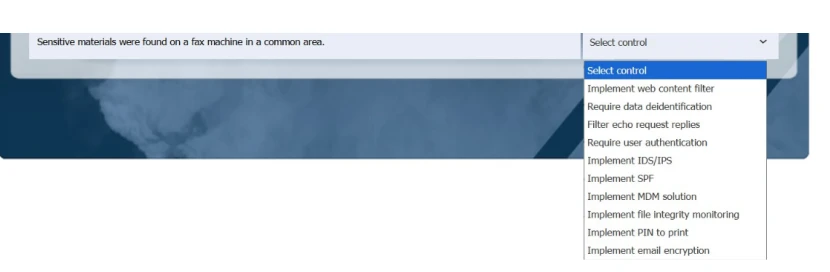 Sensitive materials were found on a fax machine in a common area.
Select control
Select control
Implement web content filter
Require data deidentification
Filter echo request replies
Require user authentication
Implement IDS/IPS
Implement SPF
Implement MDM solution
Implement file integrity monitoring
Implement PIN to print
Implement email encryption